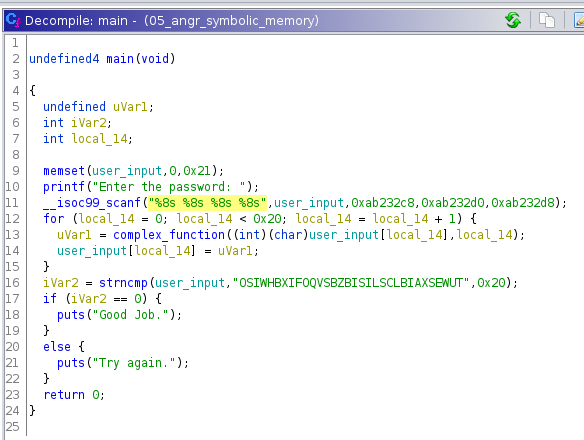 Decompile: main - (05_angr_symbolic_memory)
1
2 undefined4 main(void)
3
4 {
5 undefined uVar1;
6 int iVar2;
7 int local_14;
8
9 memset(user_input,0,0x21);
10 printf("Enter the password: ");
11 __isoc99_scanf("%8s %8s %8s %8s",user_input,0xab232c8,0xab232d0,0xab232d8);
12 for (local_14 = 0; local_14 < 0x20; local_14 = local_14 + 1) {
13 uVar1 = complex_function((int)(char)user_input[local_14],local_14);
14 user_input[local_14] = uVar1;
15 }
16 iVar2 = strncmp(user_input,"OSIWHBXIFOQVSBZBISILSCLBIAXSEWUT",0x20);
17 if (iVar2 == 0) {
18 puts("Good Job.");
19 }
20 else {
21 puts("Try again.");
22 }
23 return 0;
24 }
25